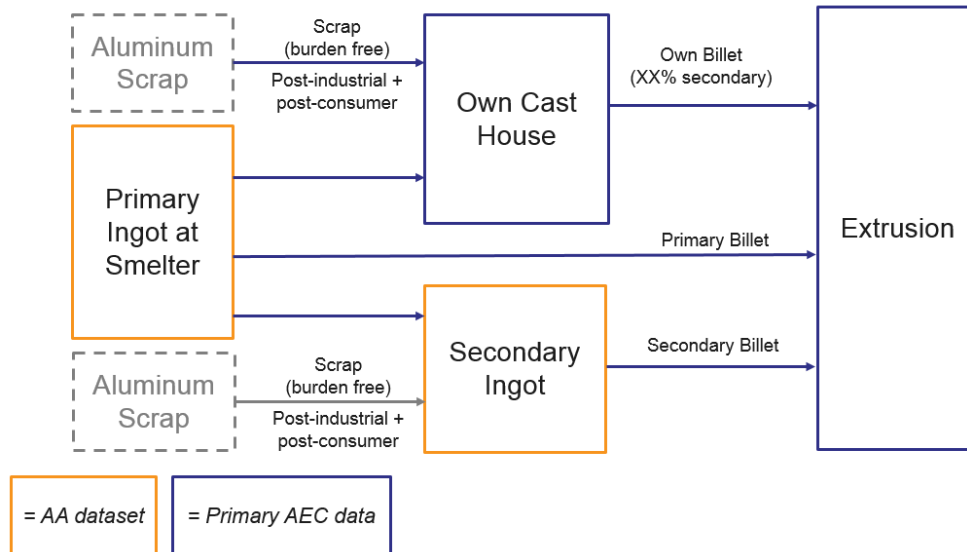 Aluminum
Scrap
Scrap
(burden free)
Post-industrial +
post-consumer
Own Cast
House
Own Billet
(XX% secondary)
Primary
Ingot at
Smelter
Primary Billet
Extrusion
Aluminum
Scrap
Scrap
(burden free)
Post-industrial +
post-consumer
Secondary
Ingot
Secondary Billet
= AA dataset
= Primary AEC data